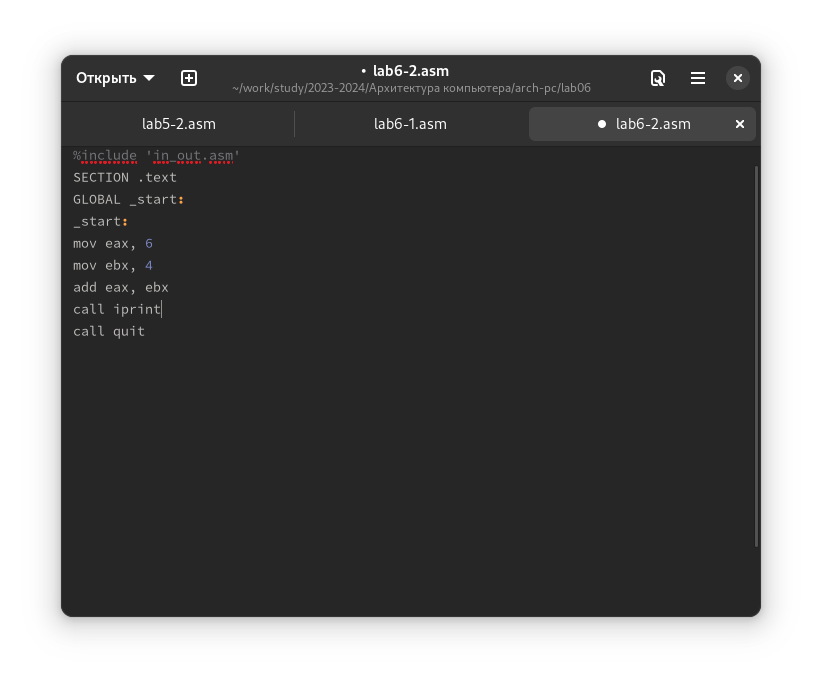 Открыть
• lab6-2.asm
~/work/study/2023-2024/Архитектура компьютера/arch-pc/lab06
lab5-2.asm
lab6-1.asm
● lab6-2.asm
%include 'in_out.asm'
SECTION .text
GLOBAL _start:
_start:
mov eax, 6
mov ebx, 4
add eax, ebx
call iprint
call quit